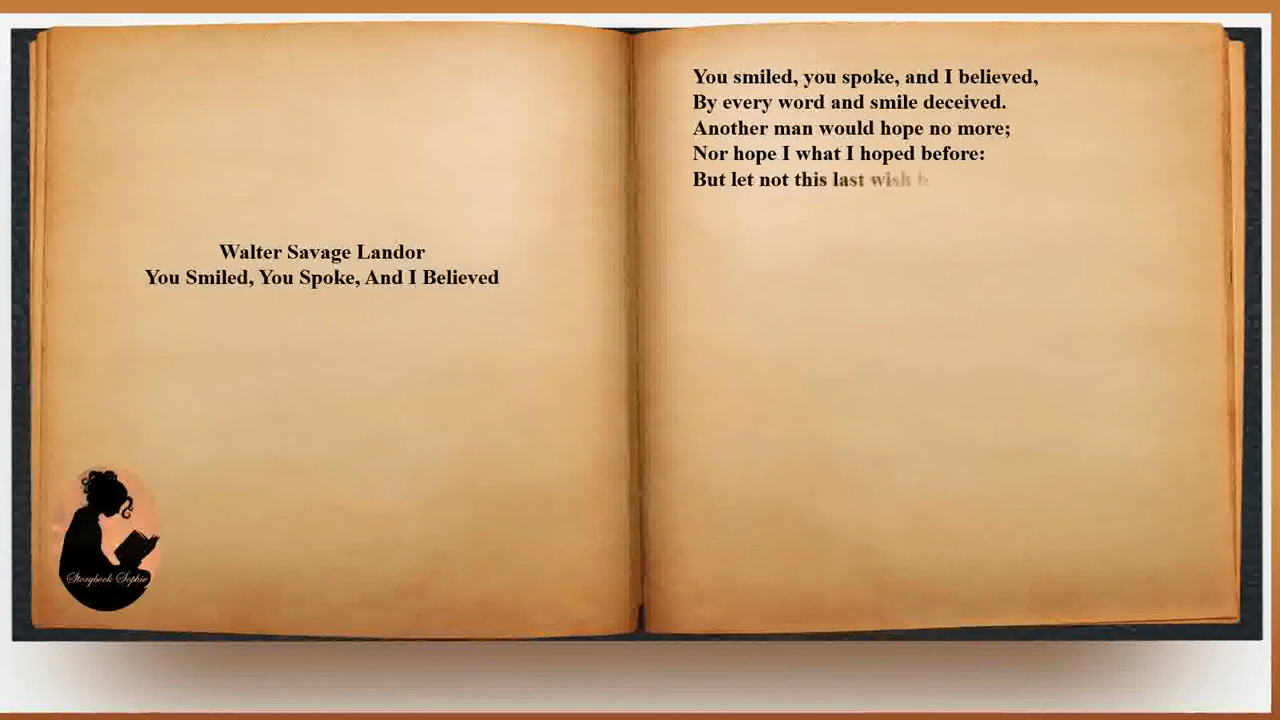 Walter Savage Landor
You Smiled, You Spoke, And I Believed
You smiled, you spoke, and I believed,
By every word and smile deceived.
Another man would hope no more;
Nor hope I what I hoped before:
But let not this last wish b
Storybook Sophie